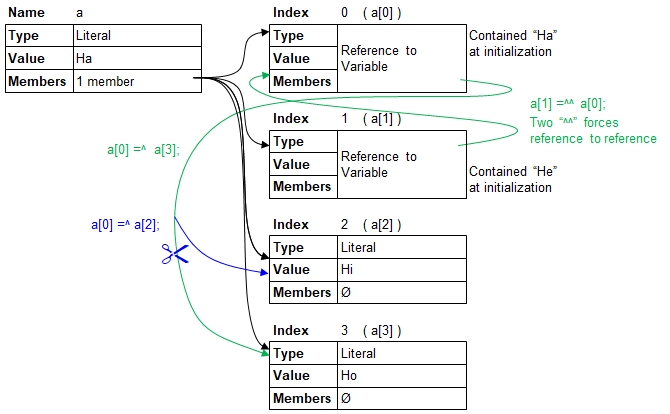 Name a
Type Literal
Value Ha
Members 1 member
Index 0 ( a[0] )
Type
Value
Members
Reference to
Variable
Contained “Ha”
at initialization
a[1] =^^ a[0];
Two “^^” forces
reference to reference
Index 1 ( a[1] )
Type
Value
Members
Reference to
Variable
Contained “He”
at initialization
a[0] =^ a[3];
a[0] =^ a[2];
Index 2 ( a[2] )
Type Literal
Value Hi
Members Ø
Index 3 ( a[3] )
Type Literal
Value Ho
Members Ø